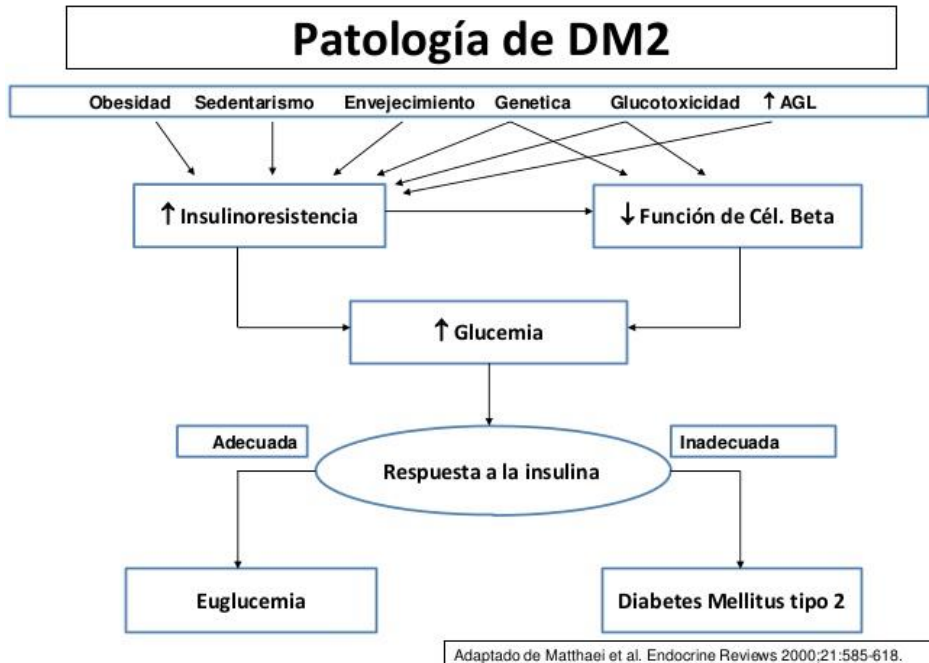 Patología de DM2
Obesidad Sedentarismo Envejecimiento Genetica Glucotoxicidad ↑ AGL
↑ Insulinoresistencia
↓ Función de Cél. Beta
↑ Glucemia
Adecuada
Inadecuada
Respuesta a la insulina
Euglucemia
Diabetes Mellitus tipo 2
Adaptado de Matthaei et al. Endocrine Reviews 2000;21:585-618.